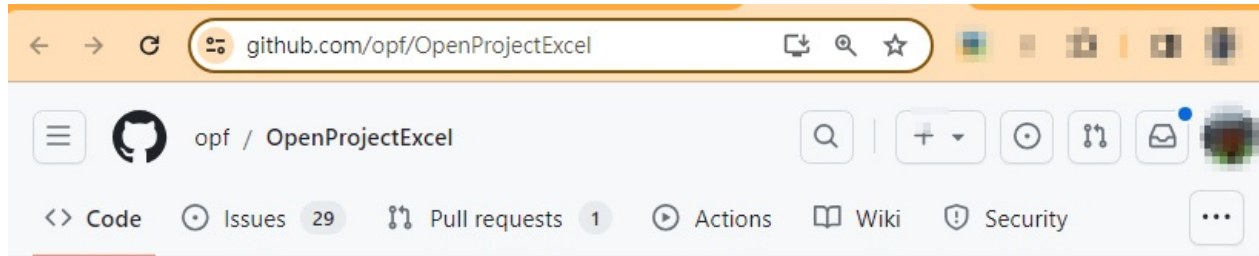 github.com/opf/OpenProjectExcel
opf / OpenProjectExcel
<> Code Issues 29 Pull requests 1 Actions Wiki Security ...